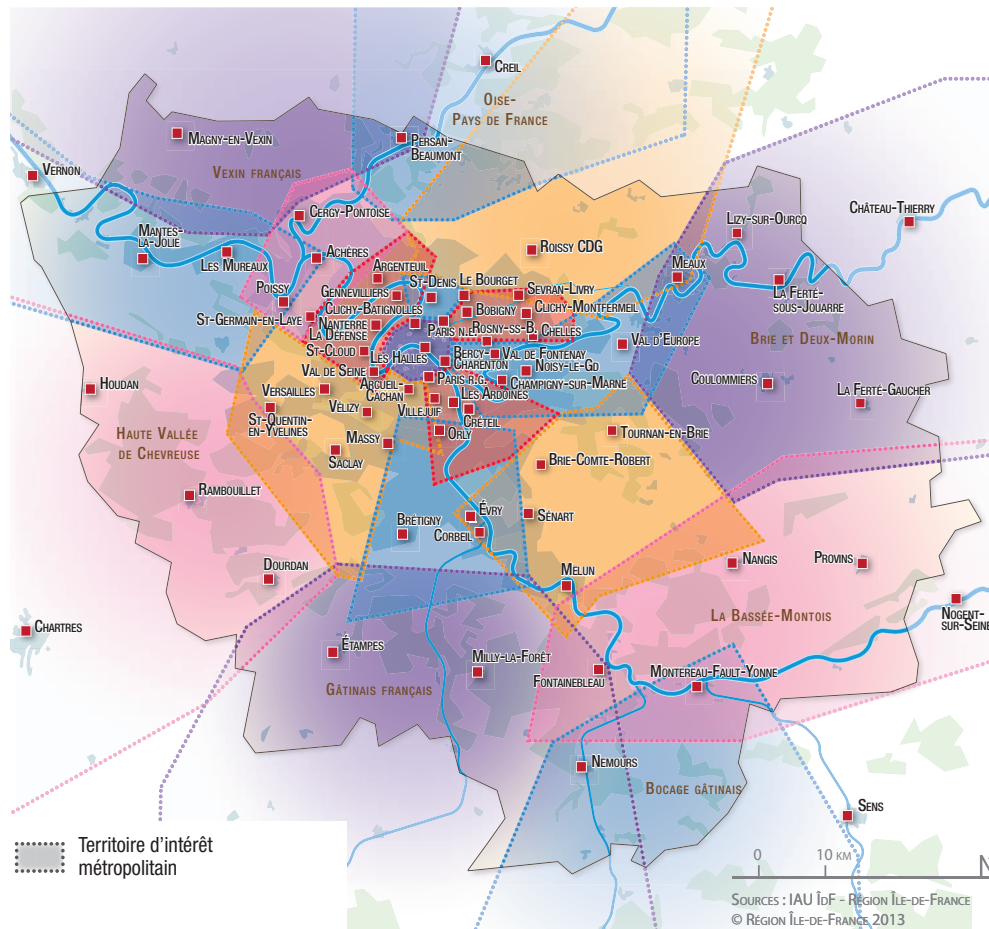 Creil
Oise-
Pays de France
Magny-en-Vexin
Persan-
Beaumont
Vernon
Vexin français
Cergy-Pontoise
Lizy-sur-Ourcq
Château-Thierry
Mantes-
la-Jolie
Les Mureaux
Achères
Roissy CDG
Argenteuil
Meaux
St-Denis
Le Bourget
Sevran-Livry
La Ferté-
sous-Jouarre
Poissy
Gennevilliers
Clichy-Batignolles
Bobigny
Clichy-Montfermeil
St-Germain-en-Laye
Nanterre
La Défense
Paris n.e.
Rosny-ss-B.
Chelles
St-Cloud
Les Halles
Bercy-
Charenton
Val de Fontenay
Val d'Europe
Brie et Deux-Morin
Val de Seine
Noisy-le-Gd
Paris r.g.
Champigny-sur-Marne
Coulommiers
Houdan
Versailles
Arcueil-
Cachan
Les Ardoines
La Ferté-Gaucher
Vélizy
Villejuif
Créteil
St-Quentin-
en-Yvelines
Haute Vallée
de Chevreuse
Massy
Orly
Tournan-en-Brie
Saclay
Brie-Comte-Robert
Rambouillet
Évry
Sénart
Brétigny
Corbeil
Dourdan
Melun
Nangis
Provins
Nogent-
sur-Seine
La Bassée-Montois
Chartres
Étampes
Milly-la-Forêt
Fontainebleau
Montereau-Fault-Yonne
Gâtinais français
Nemours
Bocage gâtinais
Sens
Territoire d'intérêt
métropolitain
0 10 km
N
Sources : IAU îdF - Région Île-de-France
© Région Île-de-France 2013